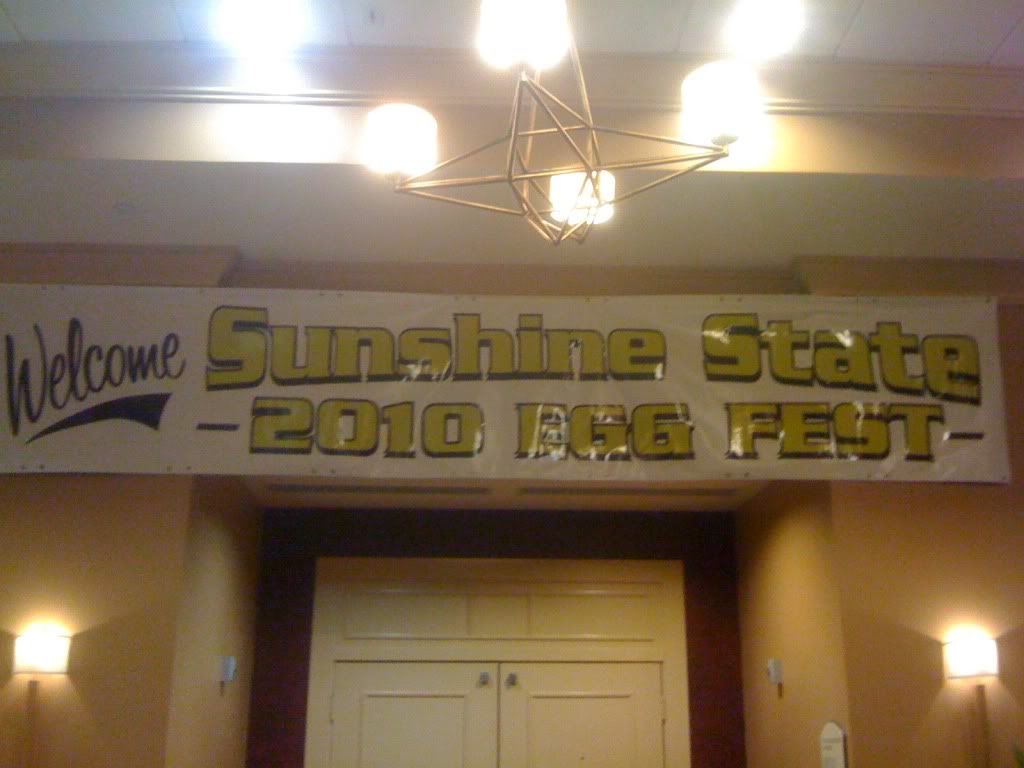 Welcome Sunshine State
- 2010 EGG FEST -